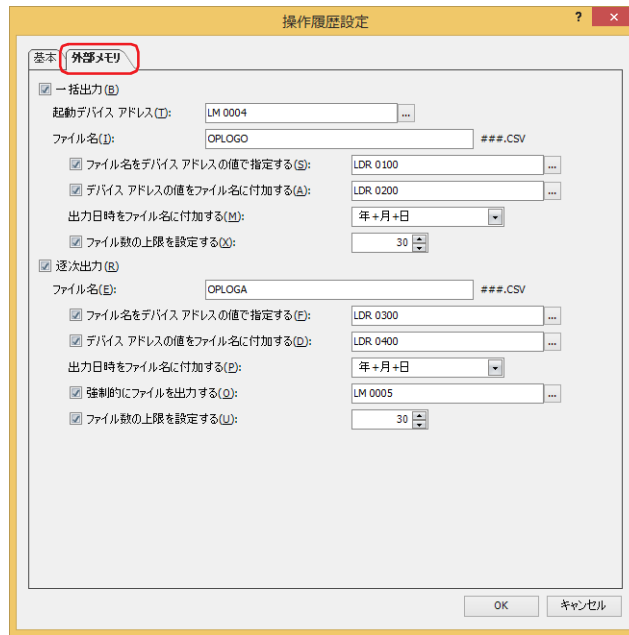 操作履歴設定 ? ×
基本 外部メモリ
一括出力(B)
起動デバイス アドレス(T): LM 0004 ...
ファイル名(I): OPLOGO ###.CSV
ファイル名をデバイス アドレスの値で指定する(S): LDR 0100 ...
デバイス アドレスの値をファイル名に付加する(A): LDR 0200 ...
出力日時をファイル名に付加する(M): 年+月+日
ファイル数の上限を設定する(X): 30
逐次出力(R)
ファイル名(E): OPLOGA ###.CSV
ファイル名をデバイス アドレスの値で指定する(F): LDR 0300 ...
デバイス アドレスの値をファイル名に付加する(D): LDR 0400 ...
出力日時をファイル名に付加する(P): 年+月+日
強制的にファイルを出力する(O): LM 0005 ...
ファイル数の上限を設定する(U): 30
OK キャンセル